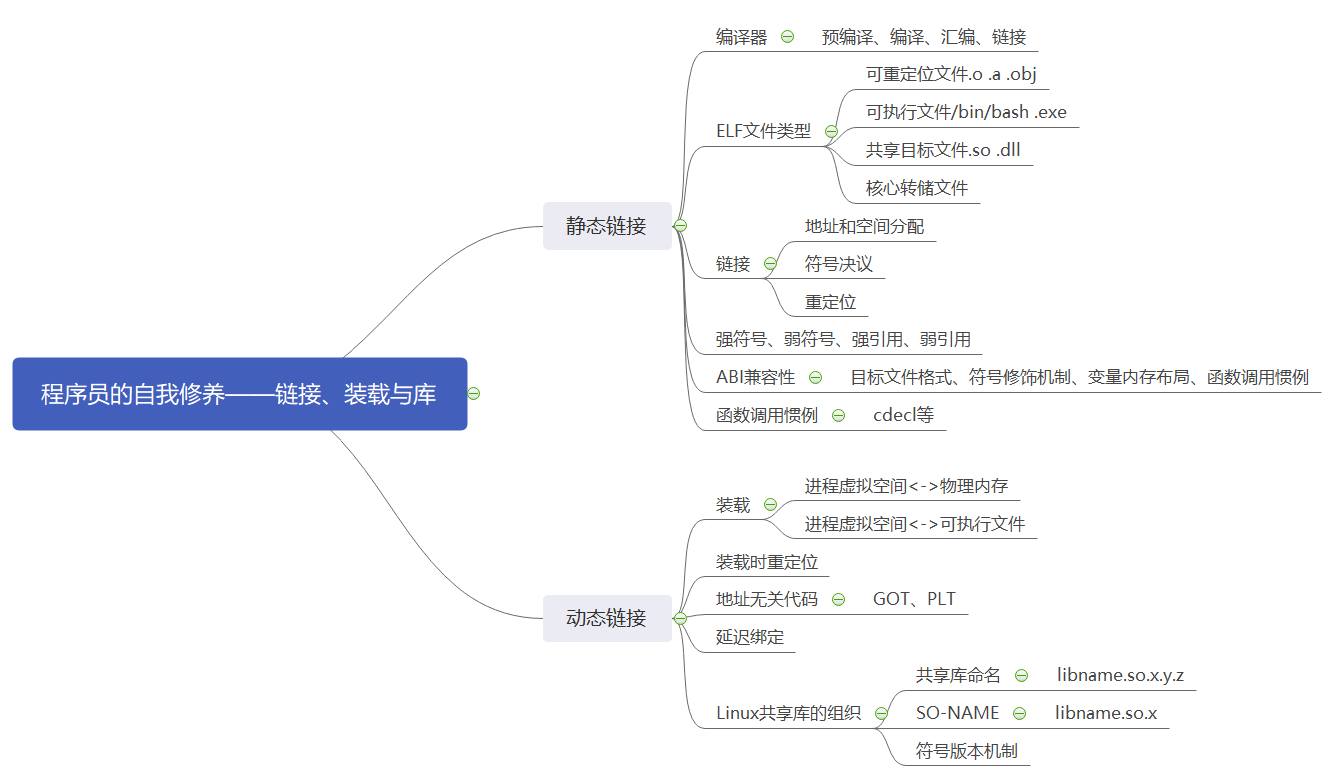 程序员的自我修养——链接、装载与库
静态链接
编译器
预编译、编译、汇编、链接
ELF文件类型
可重定位文件.o .a .obj
可执行文件/bin/bash .exe
共享目标文件.so .dll
核心转储文件
链接
地址和空间分配
符号决议
重定位
强符号、弱符号、强引用、弱引用
ABI兼容性
目标文件格式、符号修饰机制、变量内存布局、函数调用惯例
函数调用惯例
cdecl等
动态链接
装载
进程虚拟空间<->物理内存
进程虚拟空间<->可执行文件
装载时重定位
地址无关代码
GOT、PLT
延迟绑定
Linux共享库的组织
共享库命名
libname.so.x.y.z
SO-NAME
libname.so.x
符号版本机制